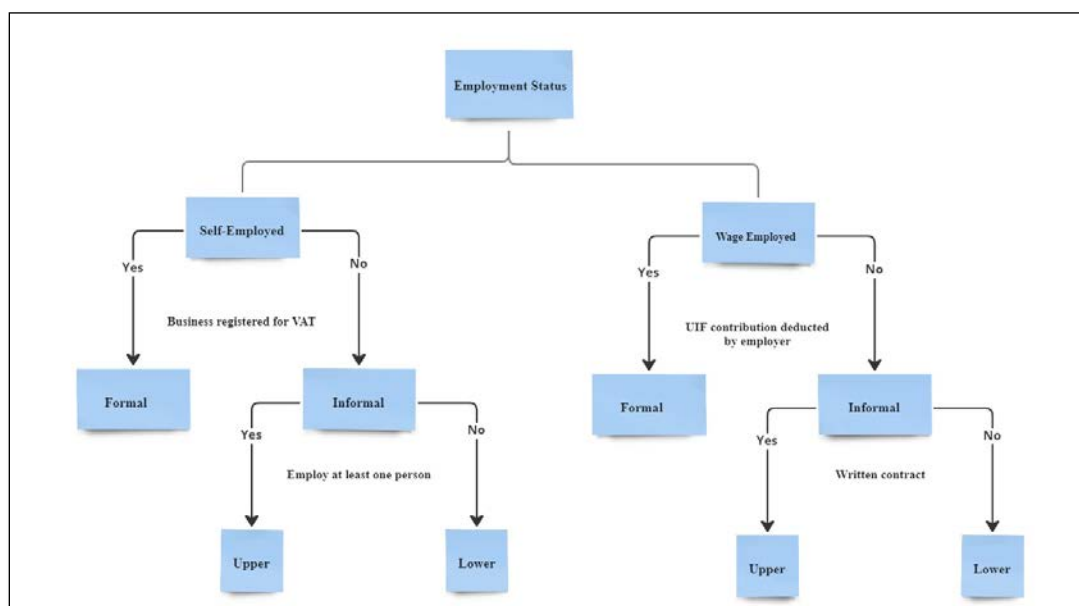 Employment Status
Self-Employed
Wage Employed
Yes
No
Yes
No
Business registered for VAT
UIF contribution deducted
by employer
Formal
Informal
Formal
Informal
Yes
No
Yes
No
Employ at least one person
Written contract
Upper
Lower
Upper
Lower